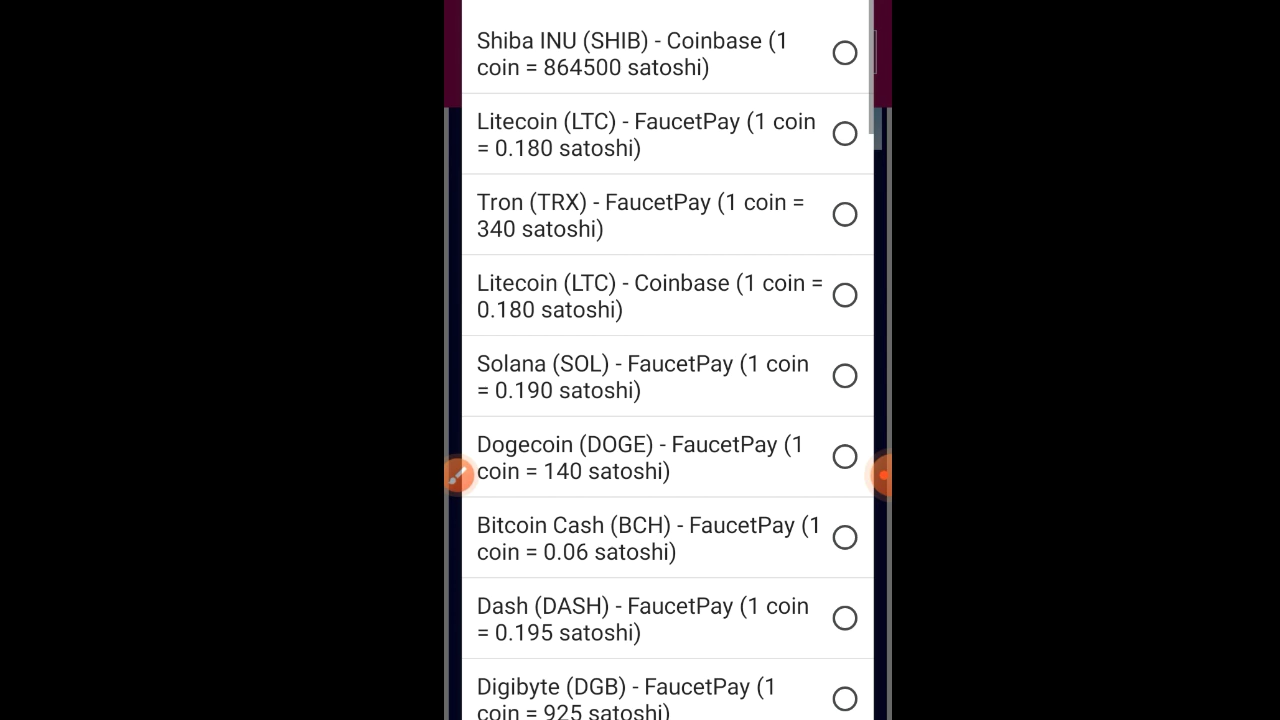 Shiba INU (SHIB) - Coinbase (1
coin = 864500 satoshi)
Litecoin (LTC) - FaucetPay (1 coin
= 0.180 satoshi)
Tron (TRX) - FaucetPay (1 coin =
340 satoshi)
Litecoin (LTC) - Coinbase (1 coin =
0.180 satoshi)
Solana (SOL) - FaucetPay (1 coin
= 0.190 satoshi)
Dogecoin (DOGE) - FaucetPay (1
coin = 140 satoshi)
Bitcoin Cash (BCH) - FaucetPay (1
coin = 0.06 satoshi)
Dash (DASH) - FaucetPay (1 coin
= 0.195 satoshi)
Digibyte (DGB) - FaucetPay (1
coin = 925 satoshi)